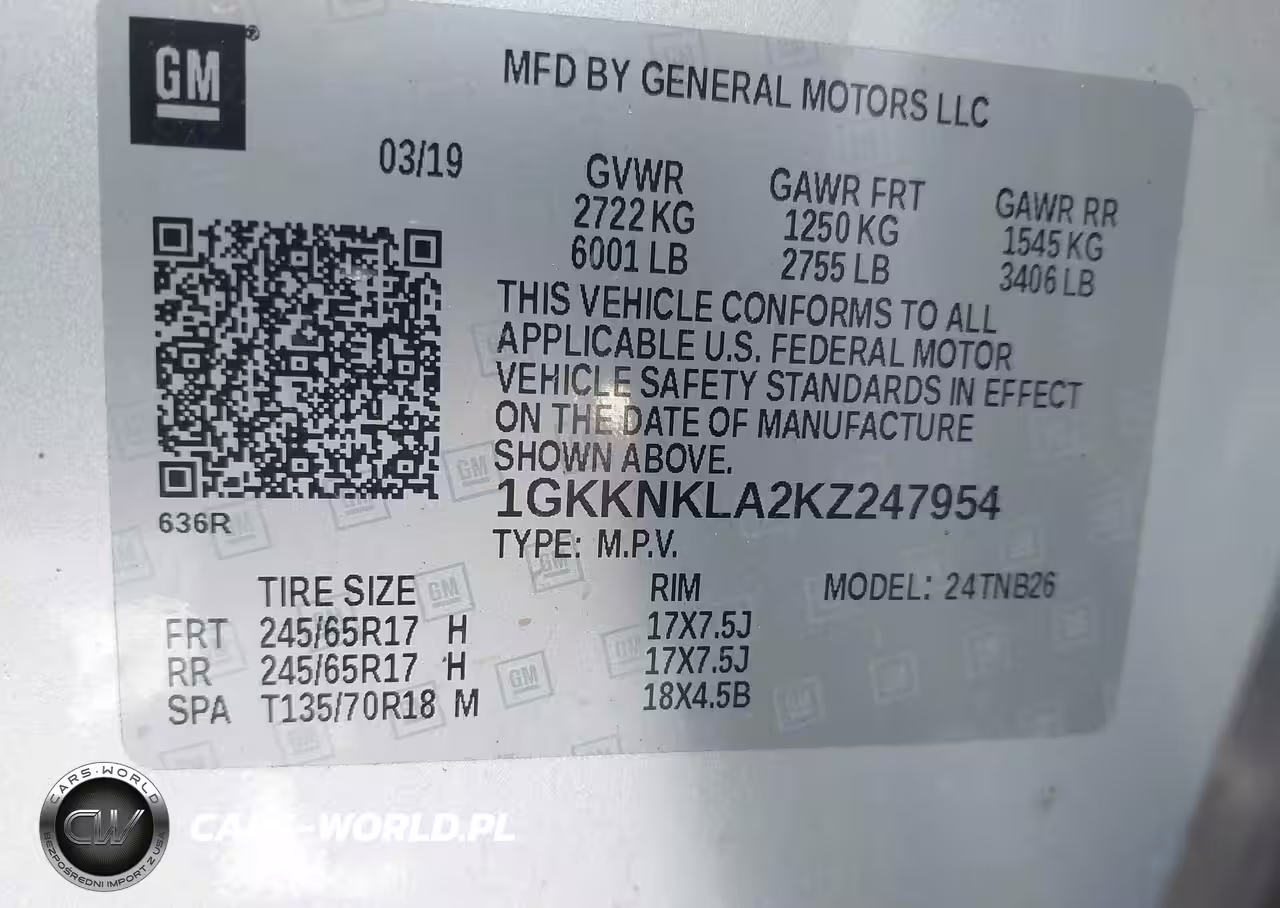 GM
MFD BY GENERAL MOTORS LLC
03/19
GVWR GAWR FRT GAWR RR
2722 KG 1250 KG 1545 KG
6001 LB 2755 LB 3406 LB
THIS VEHICLE CONFORMS TO ALL
APPLICABLE U.S. FEDERAL MOTOR
VEHICLE SAFETY STANDARDS IN EFFECT
ON THE DATE OF MANUFACTURE
SHOWN ABOVE.
636R
1GKKNKLA2KZ247954
TYPE: M.P.V.
TIRE SIZE RIM MODEL: 24TNB26
FRT 245/65R17 H 17X7.5J
RR 245/65R17 H 17X7.5J
SPA T135/70R18 M 18X4.5B
CARS-WORLD
CW
BEZPOŚREDNI IMPORT Z USA
CARS-WORLD.PL